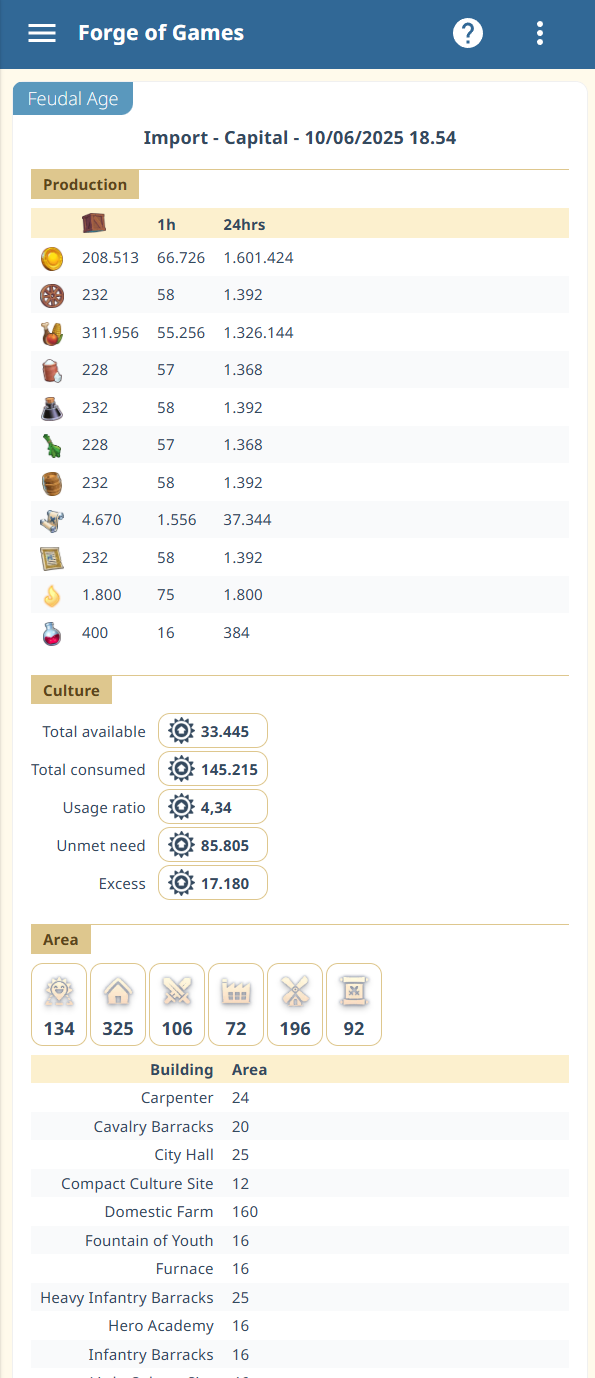 Forge of Games
Feudal Age
Import - Capital - 10/06/2025 18.54
Production
1h 24hrs
208.513 66.726 1.601.424
232 58 1.392
311.956 55.256 1.326.144
228 57 1.368
232 58 1.392
228 57 1.368
232 58 1.392
4.670 1.556 37.344
232 58 1.392
1.800 75 1.800
400 16 384
Culture
Total available 33.445
Total consumed 145.215
Usage ratio 4,34
Unmet need 85.805
Excess 17.180
Area
134 325 106 72 196 92
Building Area
Carpenter 24
Cavalry Barracks 20
City Hall 25
Compact Culture Site 12
Domestic Farm 160
Fountain of Youth 16
Furnace 16
Heavy Infantry Barracks 25
Hero Academy 16
Infantry Barracks 16